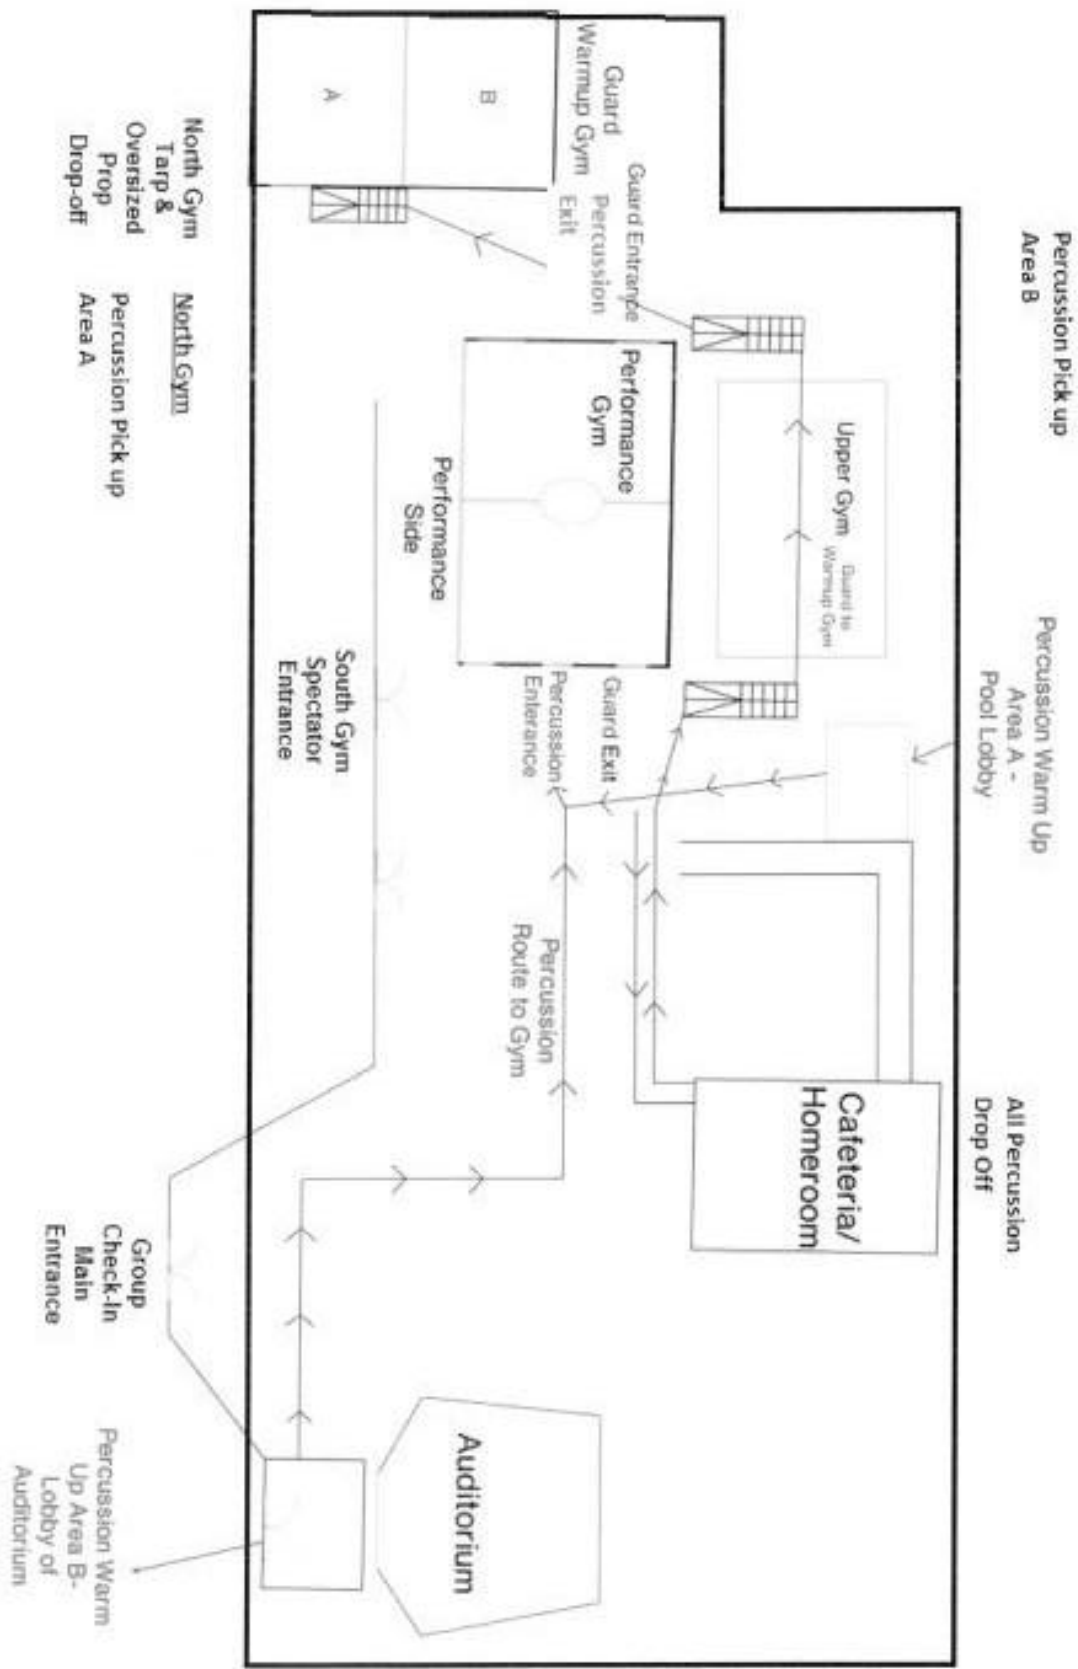 Percussion Pick up
Area B
Percussion Warm Up
Area A -
Pool Lobby
All Percussion
Drop Off
Guard
Warmup Gym
B
A
Guard Entrance
Percussion
Exit
Upper Gym
Guard to
Warmup Gym
Performance
Gym
Performance
Side
Guard Exit
Percussion
Enterance
Cafeteria/
Homeroom
Percussion
Route to Gym
South Gym
Spectator
Entrance
Auditorium
North Gym
Tarp &
Oversized
Prop
Drop-off
North Gym
Percussion Pick up
Area A
Group
Check-In
Main
Entrance
Percussion Warm
Up Area B-
Lobby of
Auditorium